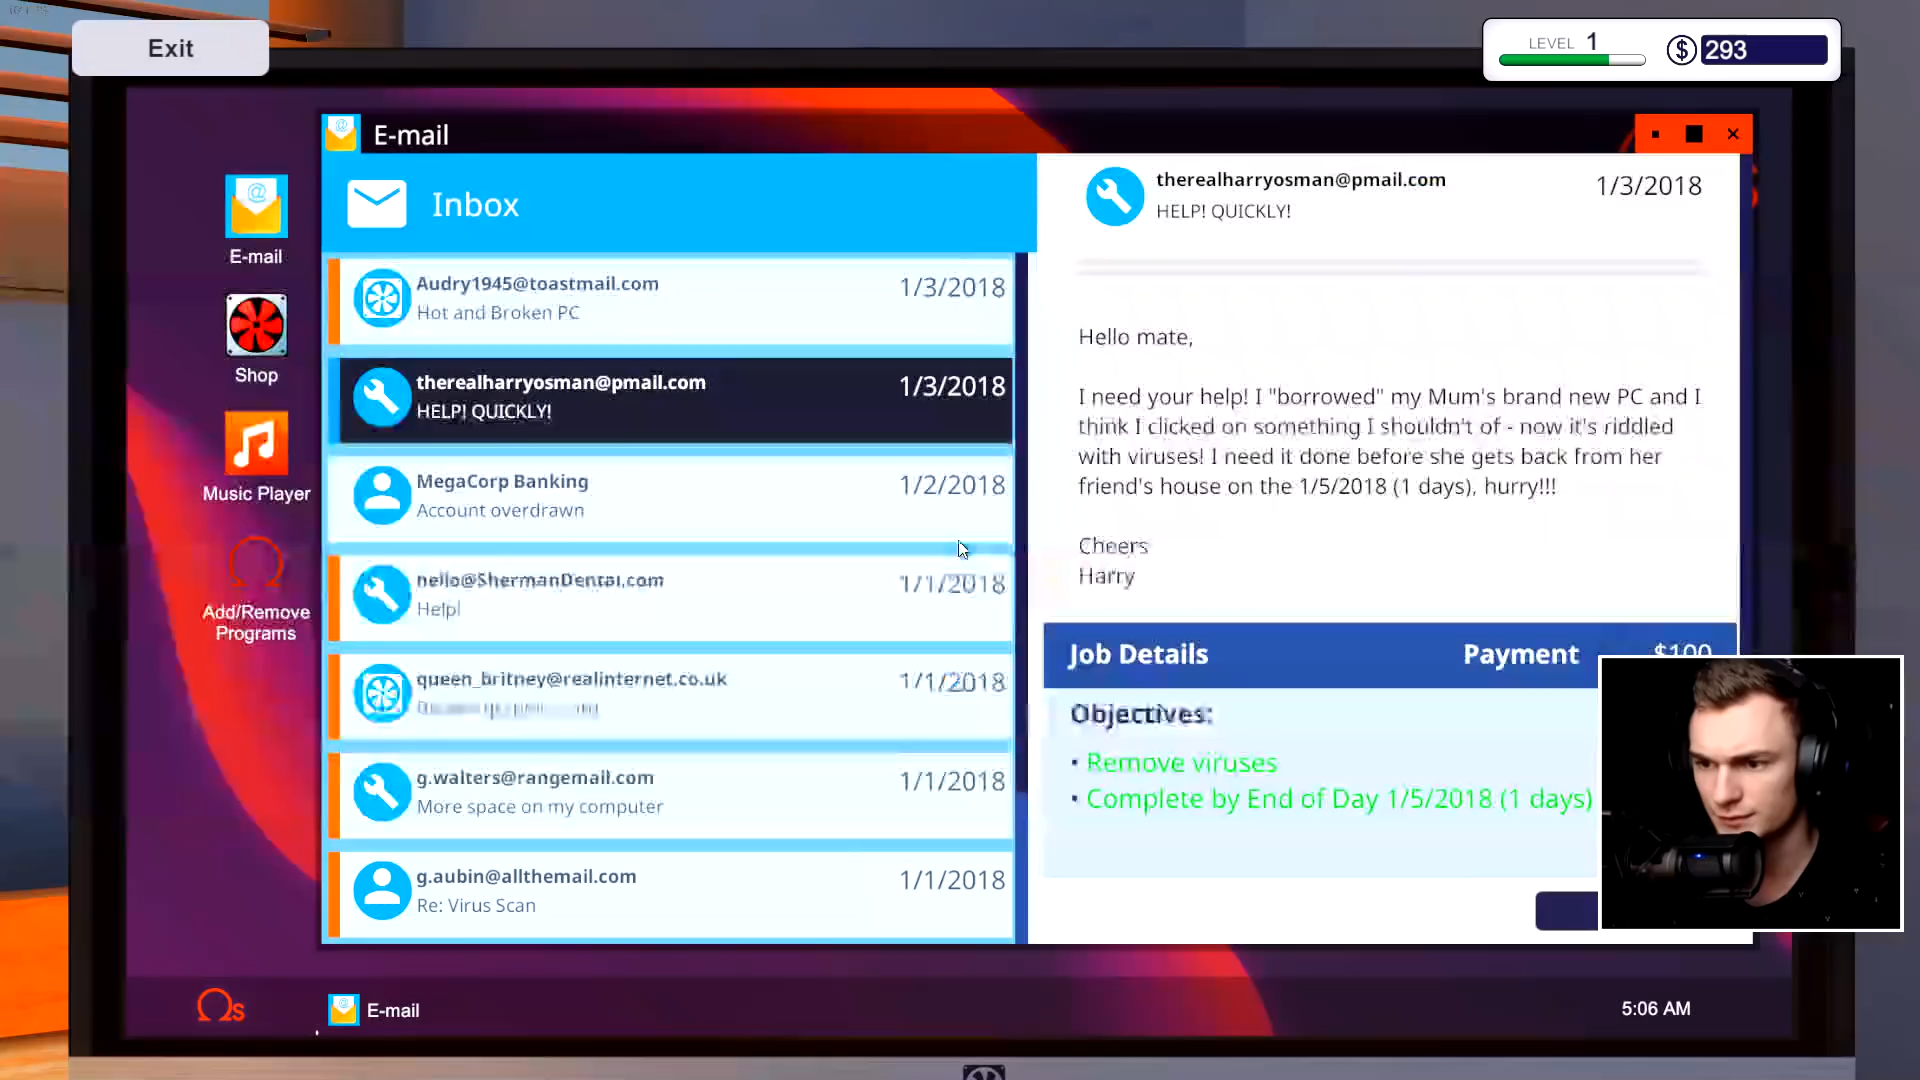 Exit
LEVEL 1
$ 293
E-mail
E-mail
Shop
Music Player
Add/Remove
Programs
Inbox
Audry1945@toastmail.com
1/3/2018
Hot and Broken PC
therealharryosman@pmail.com
1/3/2018
HELP! QUICKLY!
MegaCorp Banking
1/2/2018
Account overdrawn
hello@ShermanDental.com
1/1/2018
Help!
queen_britney@realinternet.co.uk
1/1/2018
g.walters@rangemail.com
1/1/2018
More space on my computer
g.aubin@allthemail.com
1/1/2018
Re: Virus Scan
therealharryosman@pmail.com
1/3/2018
HELP! QUICKLY!
Hello mate,
I need your help! I "borrowed" my Mum's brand new PC and I
think I clicked on something I shouldn't of - now it's riddled
with viruses! I need it done before she gets back from her
friend's house on the 1/5/2018 (1 days), hurry!!!
Cheers
Harry
Job Details Payment $100
Objectives:
• Remove viruses
• Complete by End of Day 1/5/2018 (1 days)
Ωs
E-mail
5:06 AM